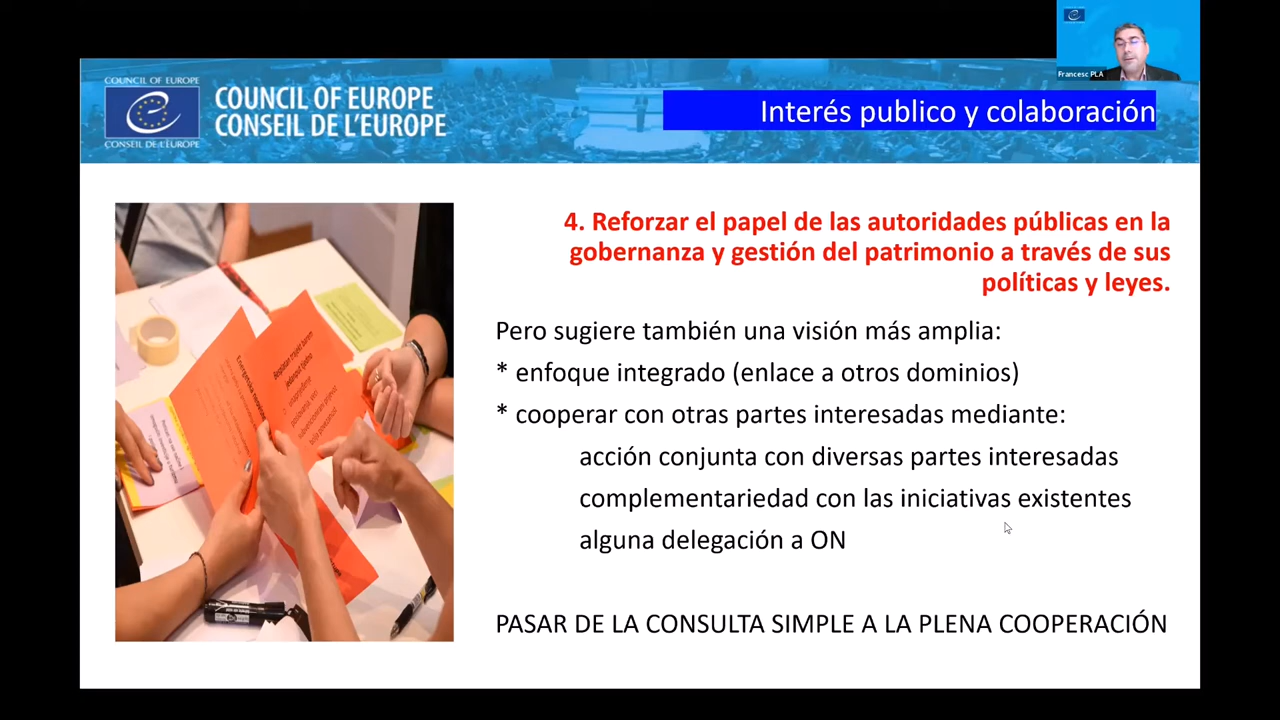 COUNCIL OF EUROPE
CONSEIL DE L'EUROPE
COUNCIL OF EUROPE
CONSEIL DE L'EUROPE
Francesc PLA
Interés publico y colaboración
4. Reforzar el papel de las autoridades públicas en la
gobernanza y gestión del patrimonio a través de sus
políticas y leyes.
Pero sugiere también una visión más amplia:
* enfoque integrado (enlace a otros dominios)
* cooperar con otras partes interesadas mediante:
acción conjunta con diversas partes interesadas
complementariedad con las iniciativas existentes
alguna delegación a ON
PASAR DE LA CONSULTA SIMPLE A LA PLENA COOPERACIÓN